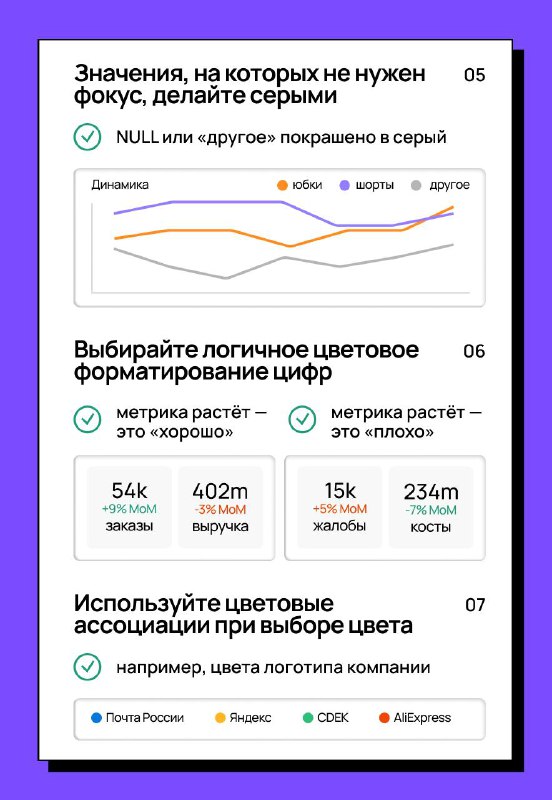 Значения, на которых не нужен 05
фокус, делайте серыми
NULL или «другое» покрашено в серый
Динамика юбки шорты другое
Выбирайте логичное цветовое 06
форматирование цифр
метрика растёт — метрика растёт —
это «хорошо» это «плохо»
54k 402m 15k 234m
+9% MoM -3% MoM +5% MoM -7% MoM
заказы выручка жалобы косты
Используйте цветовые 07
ассоциации при выборе цвета
например, цвета логотипа компании
Почта России Яндекс CDEK AliExpress